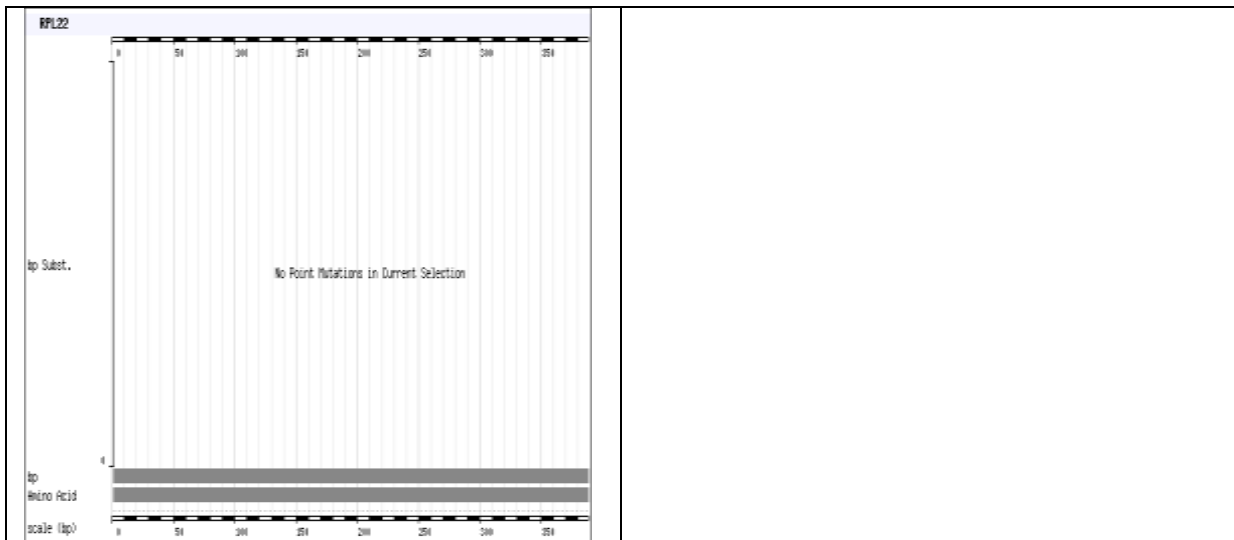 RPL22
0 50 100 150 200 250 300 350
bp Subst.
No Point Mutations in Current Selection
0
bp
Amino Acid
scale (bp)
0 50 100 150 200 250 300 350